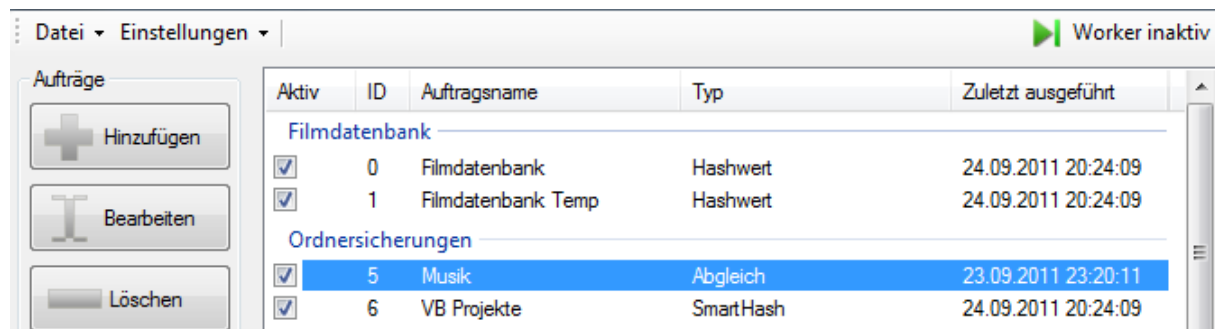 Datei Einstellungen Worker inaktiv
Aufträge
Hinzufügen
Bearbeiten
Löschen
Aktiv ID Auftragsname Typ Zuletzt ausgeführt
Filmdatenbank
0 Filmdatenbank Hashwert 24.09.2011 20:24:09
1 Filmdatenbank Temp Hashwert 24.09.2011 20:24:09
Ordnersicherungen
5 Musik Abgleich 23.09.2011 23:20:11
6 VB Projekte SmartHash 24.09.2011 20:24:09